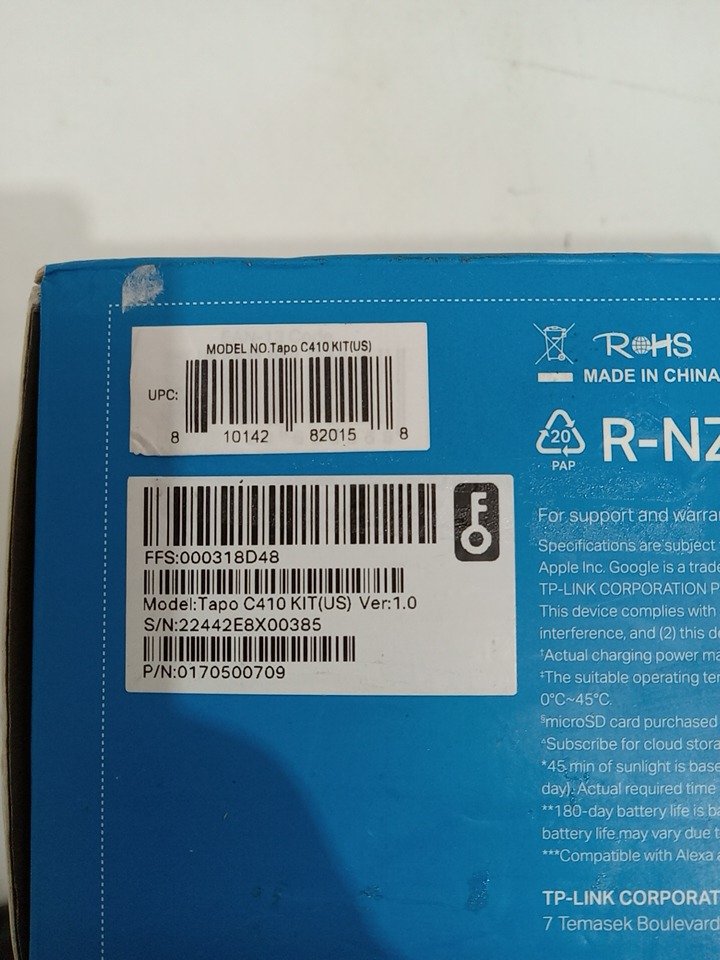 MODEL NO.Tapo C410 KIT(US)
UPC:
8 10142 82015 8
FFS:000318D48
Model:Tapo C410 KIT(US) Ver:1.0
S/N:22442E8X00385
P/N:0170500709
RoHS
MADE IN CHINA
20
PAP
R-NZ
For support and warra
Specifications are subject
Apple Inc. Google is a trade
TP-LINK CORPORATION P
This device complies with
interference, and (2) this de
†Actual charging power ma
‡The suitable operating ter
0°C~45°C.
§microSD card purchased
^Subscribe for cloud stora
*45 min of sunlight is base
day). Actual required time
**180-day battery life is ba
battery life may vary due t
***Compatible with Alexa a
TP-LINK CORPORAT
7 Temasek Boulevard